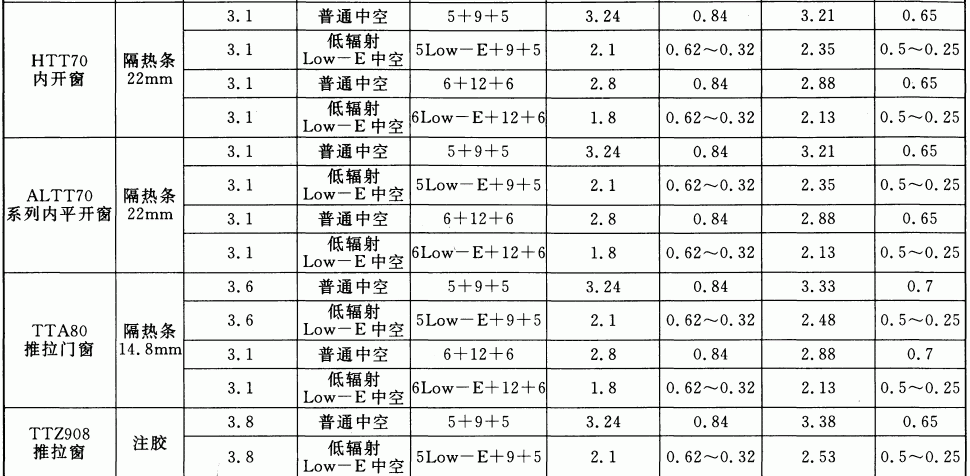 3.1 普通中空 5+9+5 3.24 0.84 3.21 0.65
HTT70
内开窗
隔热条
22mm
3.1 低辐射
Low-E中空 5Low-E+9+5 2.1 0.62~0.32 2.35 0.5~0.25
3.1 普通中空 6+12+6 2.8 0.84 2.88 0.65
3.1 低辐射
Low-E中空 6Low-E+12+6 1.8 0.62~0.32 2.13 0.5~0.25
ALTT70
系列内平开窗
隔热条
22mm
3.1 普通中空 5+9+5 3.24 0.84 3.21 0.65
3.1 低辐射
Low-E中空 5Low-E+9+5 2.1 0.62~0.32 2.35 0.5~0.25
3.1 普通中空 6+12+6 2.8 0.84 2.88 0.65
3.1 低辐射
Low-E中空 6Low-E+12+6 1.8 0.62~0.32 2.13 0.5~0.25
TTA80
推拉门窗
隔热条
14.8mm
3.6 普通中空 5+9+5 3.24 0.84 3.33 0.7
3.6 低辐射
Low-E中空 5Low-E+9+5 2.1 0.62~0.32 2.48 0.5~0.25
3.1 普通中空 6+12+6 2.8 0.84 2.88 0.7
3.1 低辐射
Low-E中空 6Low-E+12+6 1.8 0.62~0.32 2.13 0.5~0.25
TTZ908
推拉窗
注胶
3.8 普通中空 5+9+5 3.24 0.84 3.38 0.65
3.8 低辐射
Low-E中空 5Low-E+9+5 2.1 0.62~0.32 2.53 0.5~0.25